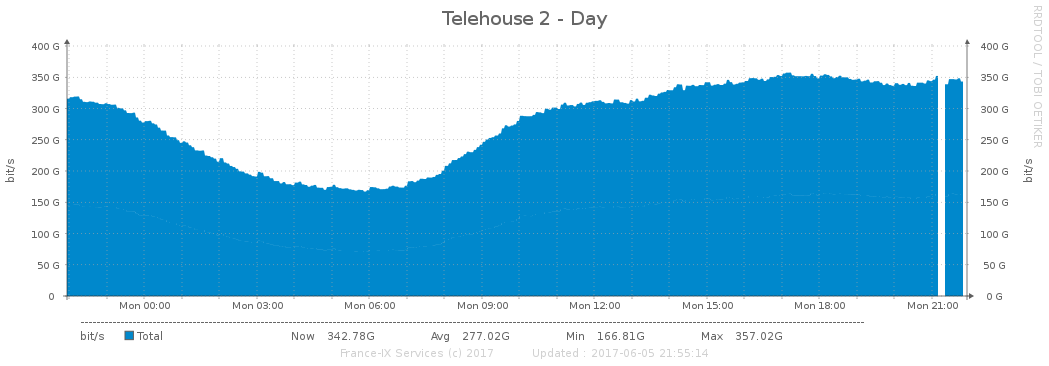 Telehouse 2 - Day
RRDTOOL / TOBI OETIKER
400 G 400 G
350 G 350 G
300 G 300 G
250 G 250 G
200 G 200 G
150 G 150 G
100 G 100 G
50 G 50 G
0 0 G
bit/s bit/s
Mon 00:00 Mon 03:00 Mon 06:00 Mon 09:00 Mon 12:00 Mon 15:00 Mon 18:00 Mon 21:00
bit/s Total Now 342.78G Avg 277.02G Min 166.81G Max 357.02G
France-IX Services (c) 2017 Updated : 2017-06-05 21:55:14